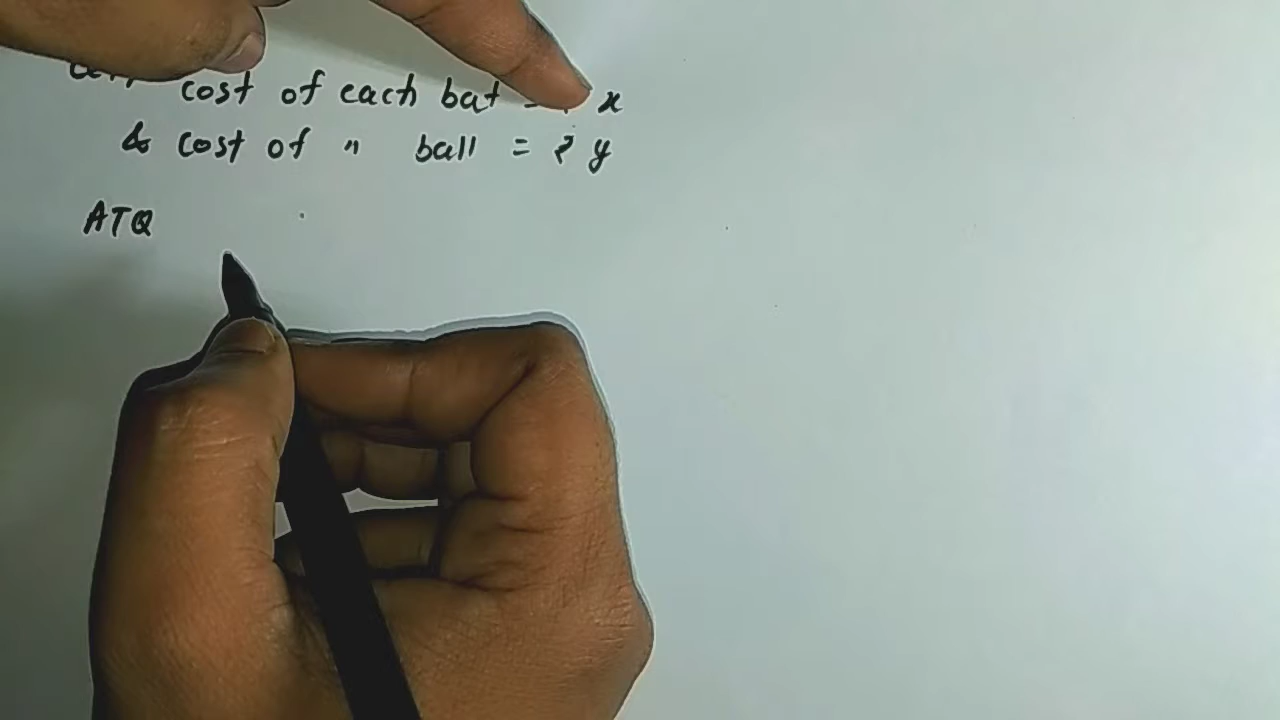 cost of each bat = x
& cost of " ball = ₹ y
ATQ